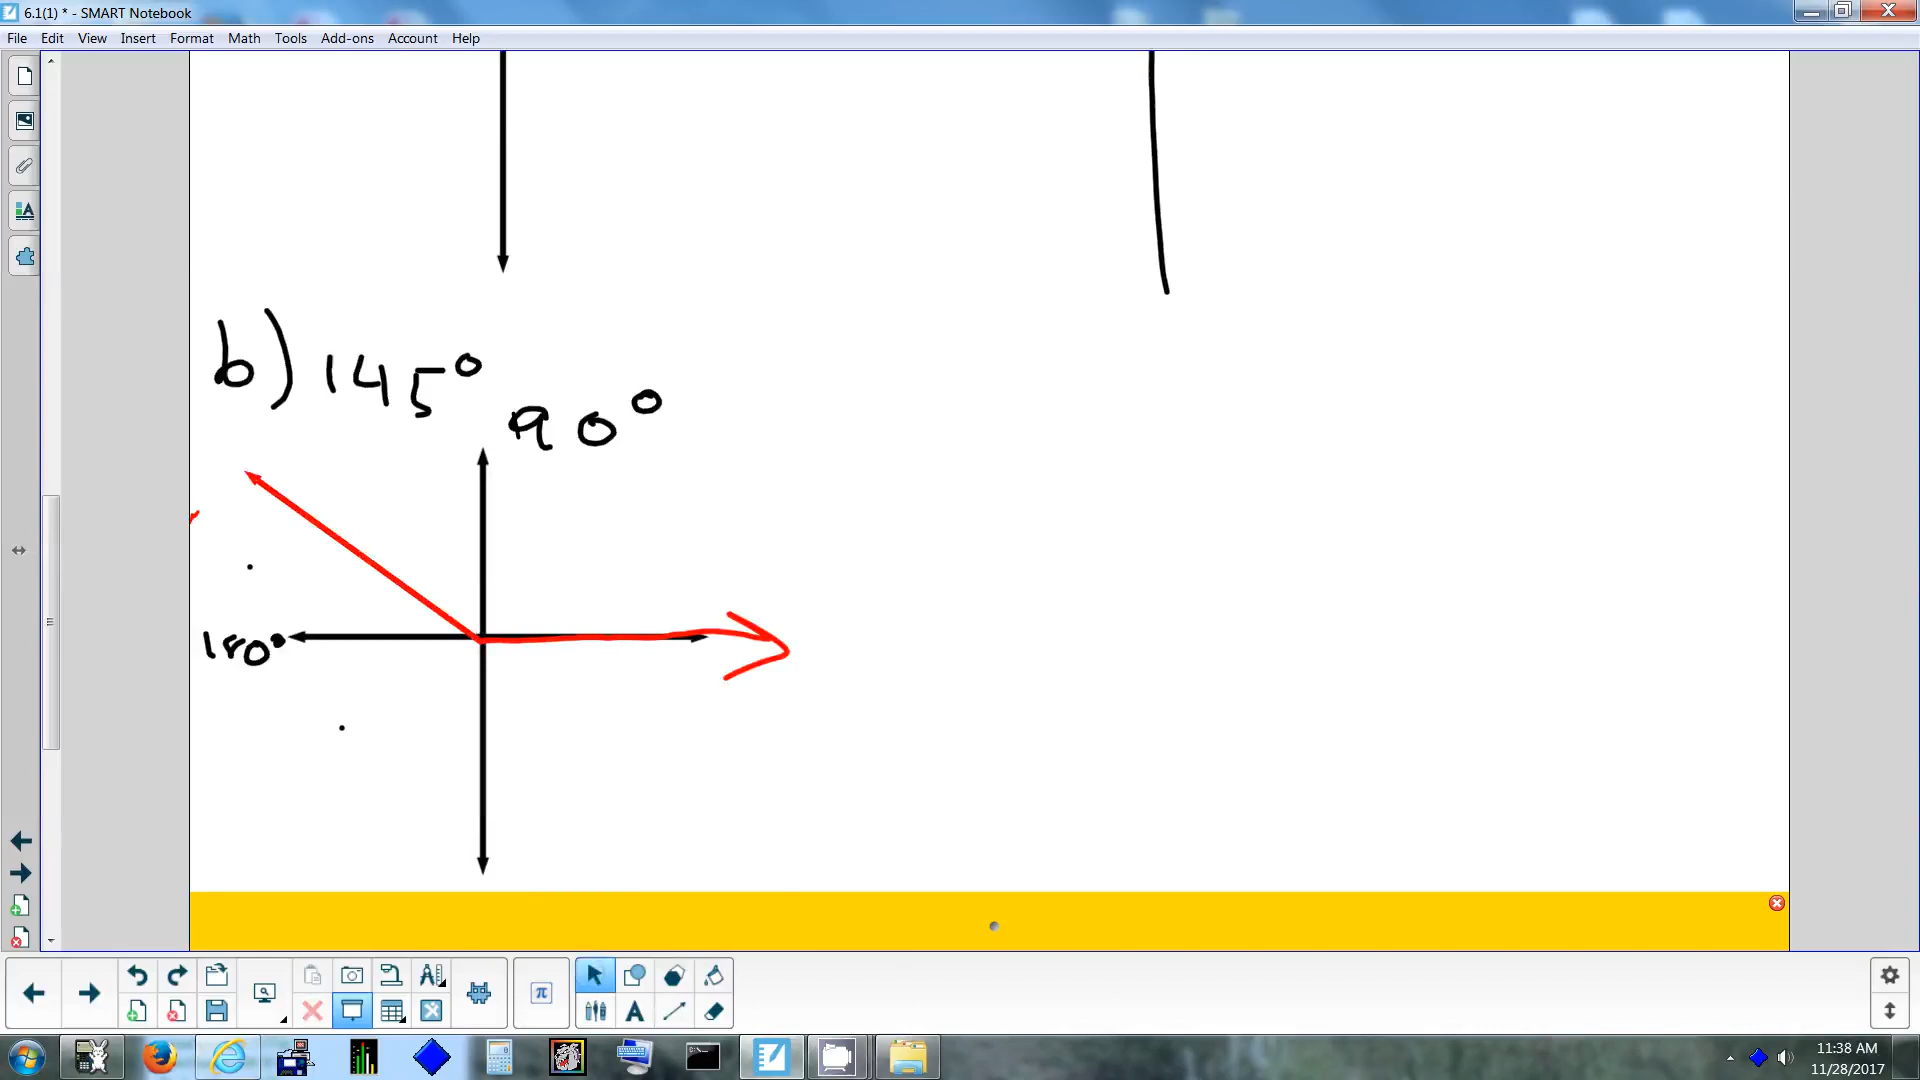 6.1(1) * - SMART Notebook
File Edit View Insert Format Math Tools Add-ons Account Help
b) 145°
90°
180°
π
A
11:38 AM
11/28/2017